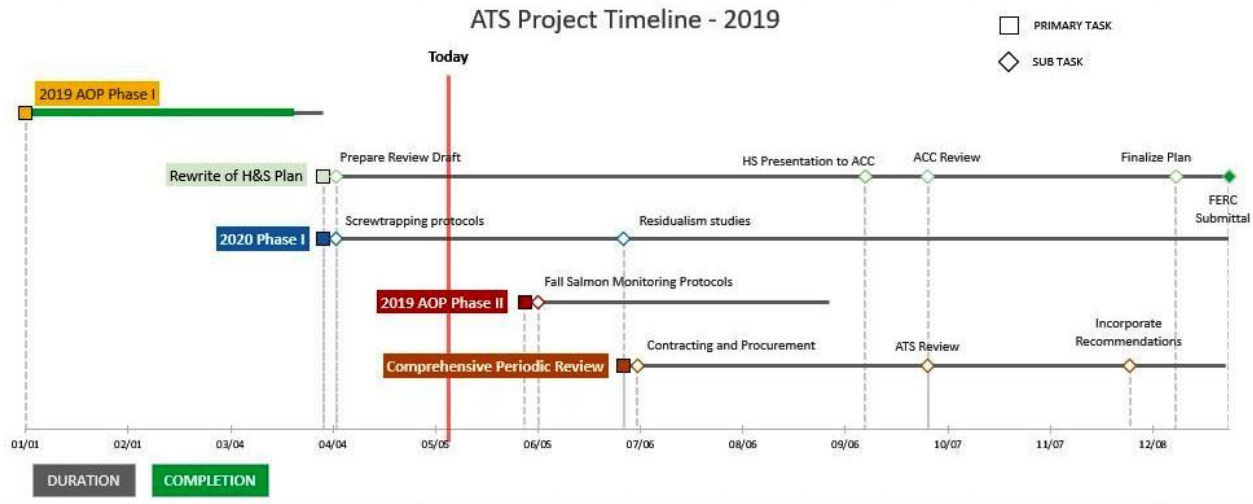 ATS Project Timeline - 2019
PRIMARY TASK
SUB TASK
Today
2019 AOP Phase I
Prepare Review Draft
HS Presentation to ACC
ACC Review
Finalize Plan
Rewrite of H&S Plan
FERC
Submittal
Screwtrapping protocols
Residualism studies
2020 Phase I
Fall Salmon Monitoring Protocols
2019 AOP Phase II
Incorporate
Recommendations
Contracting and Procurement
ATS Review
Comprehensive Periodic Review
01/01 02/01 03/04 04/04 05/05 06/05 07/06 08/06 09/06 10/07 11/07 12/08
DURATION
COMPLETION